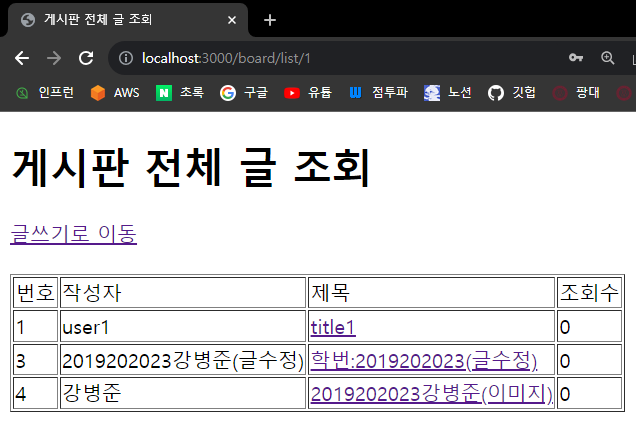 게시판 전체 글 조회
localhost:3000/board/list/1
인프런 AWS 초록 구글 유튭 점투파 노션 깃헙 팡대
게시판 전체 글 조회
글쓰기로 이동
번호 작성자 제목 조회수
1 user1 title1 0
3 2019202023강병준(글수정) 학번:2019202023(글수정) 0
4 강병준 2019202023강병준(이미지) 0